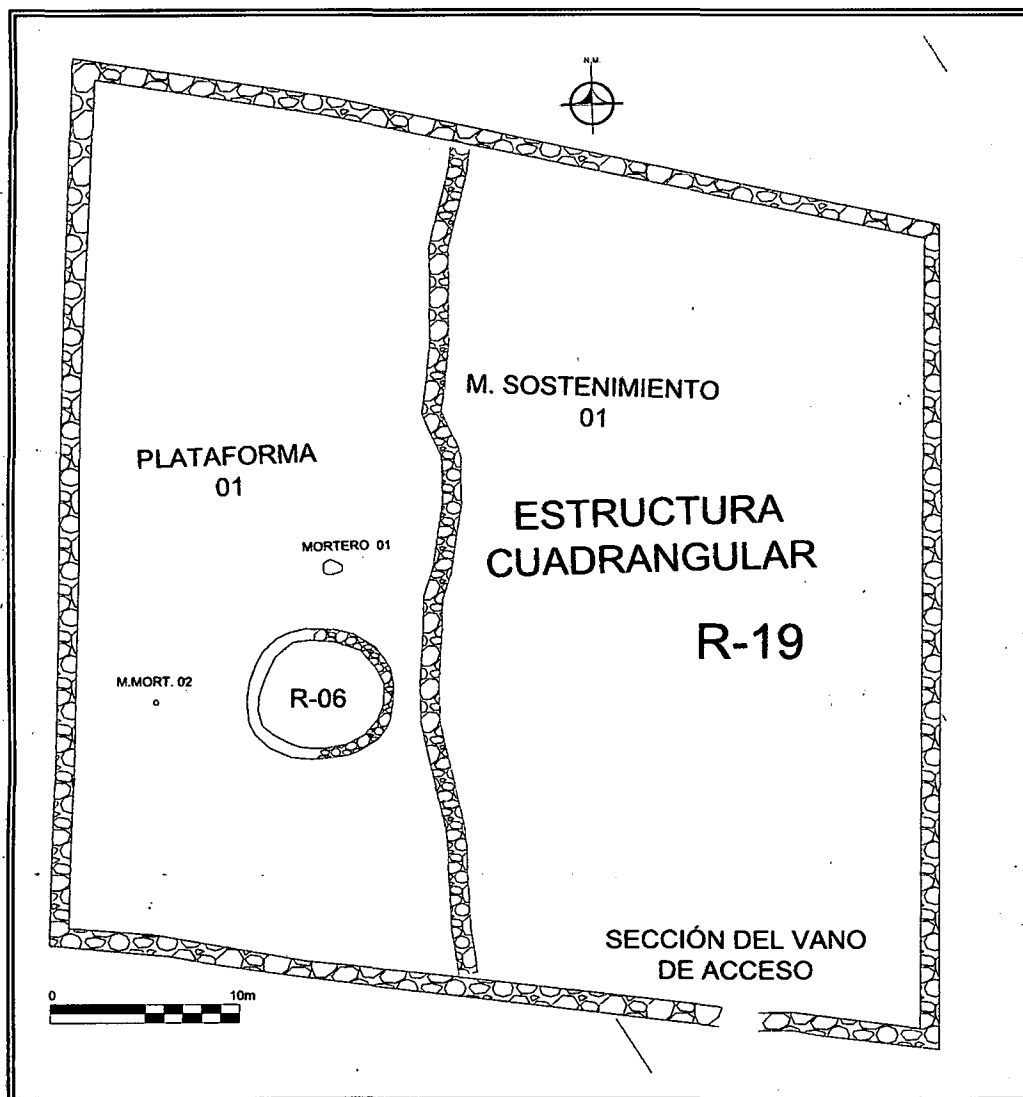 N.M.
M. SOSTENIMIENTO
01
PLATAFORMA
01
ESTRUCTURA
CUADRANGULAR
MORTERO 01
R-19
M.MORT. 02
R-06
SECCIÓN DEL VANO
DE ACCESO
0 10m